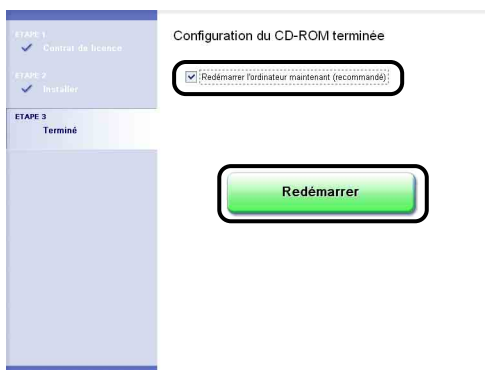 ETAPE 1
Contrat de licence
ETAPE 2
Installer
ETAPE 3
Terminé
Configuration du CD-ROM terminée
Redémarrer l'ordinateur maintenant (recommandé)
Redémarrer